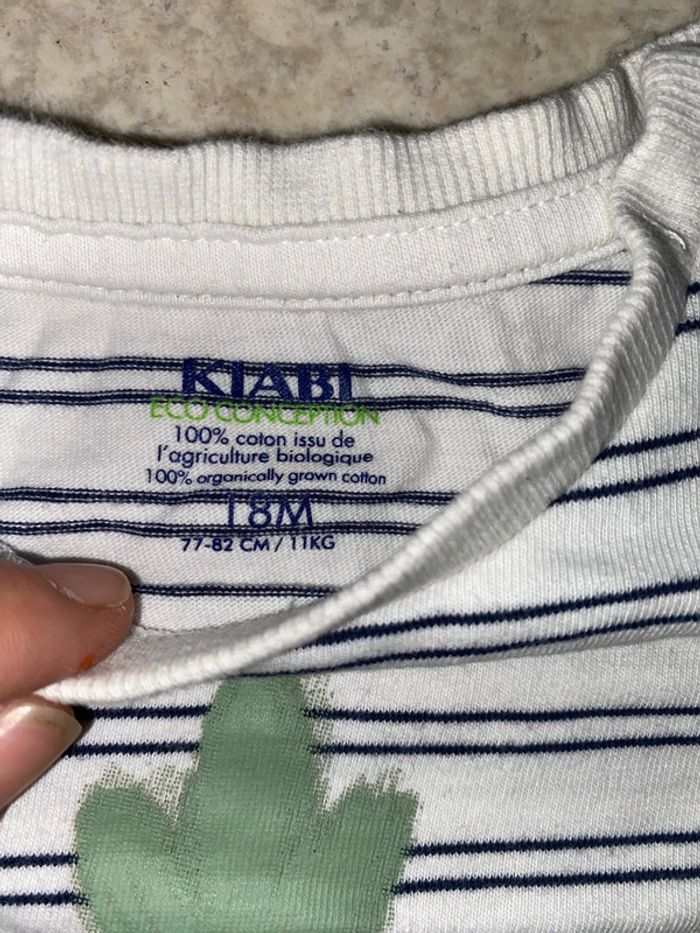 KIABI
ECO CONCEPTION
100% coton issu de
l'agriculture biologique
100% organically grown cotton
18M
77-82 CM / 11KG